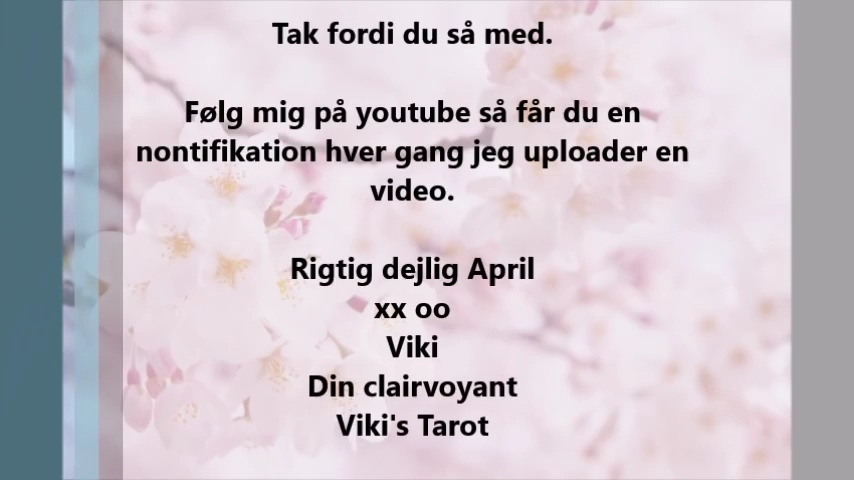 Tak fordi du så med.
Følg mig på youtube så får du en
nontifikation hver gang jeg uploader en
video.
Rigtig dejlig April
xx oo
Viki
Din clairvoyant
Viki's Tarot